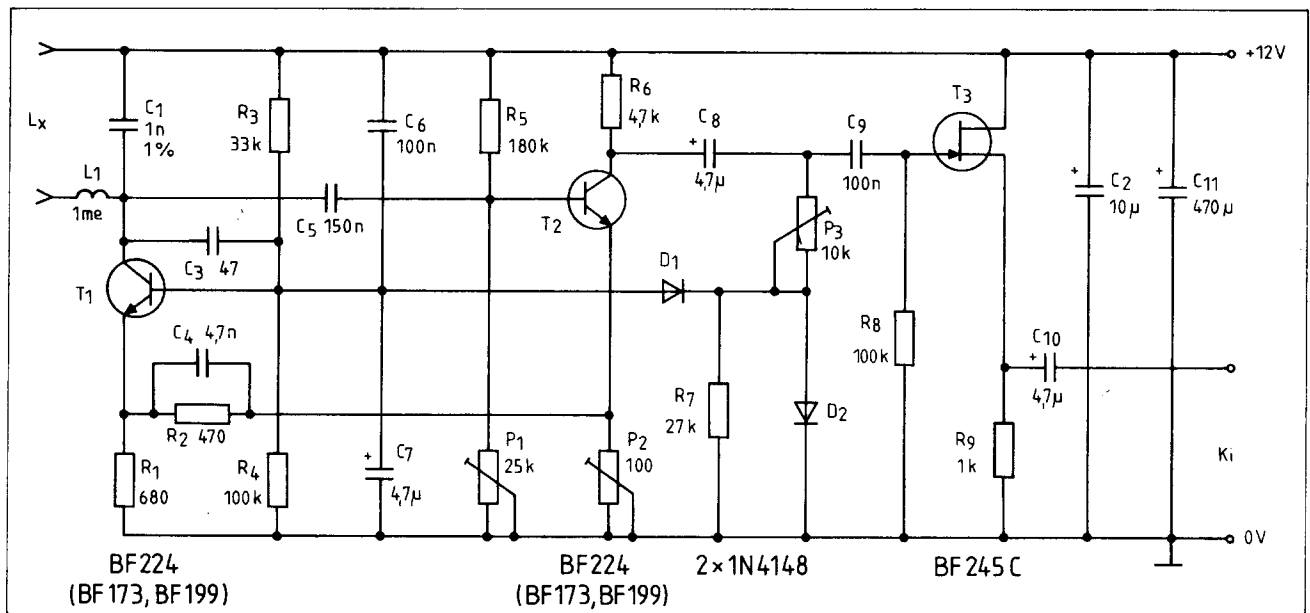 +12V
Lx
C1
1n
1%
R3
33k
C6
100n
R5
180k
R6
4,7k
C8
+
4,7µ
C9
100n
T3
+
C2
10µ
+
C11
470µ
L1
1me
C5 150n
T2
P3
10k
C3 47
T1
D1
R8
100k
C10
+
4,7µ
C4 4,7n
R2 470
R7
27k
D2
R1
680
R4
100k
+
C7
4,7µ
P1
25k
P2
100
R9
1k
Ki
0V
BF224
(BF173, BF199)
BF224
(BF173, BF199)
2×1N4148
BF245C